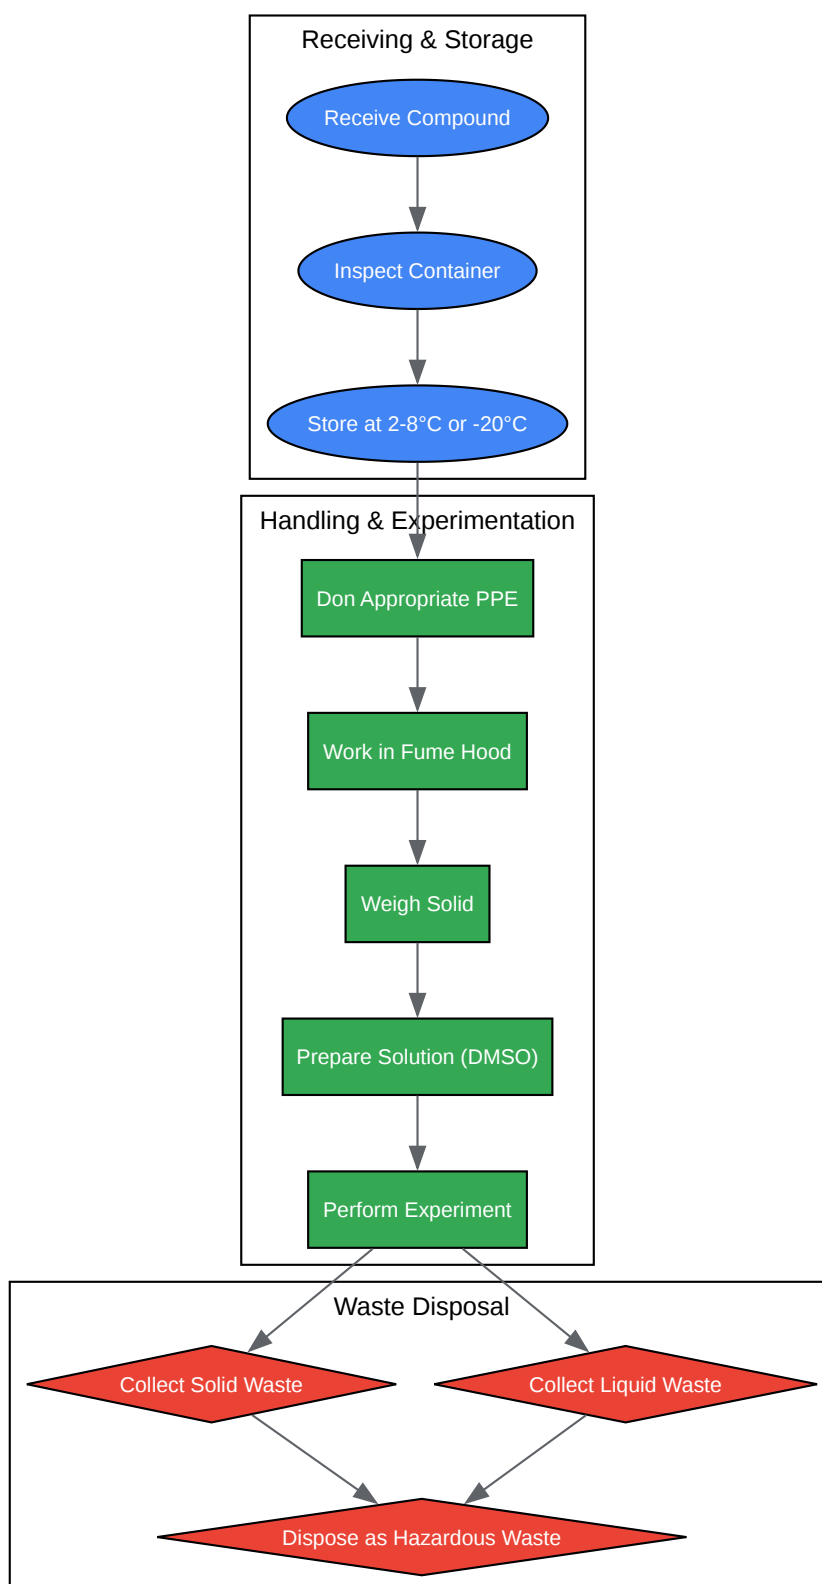 Receiving & Storage
Receive Compound
Inspect Container
Store at 2-8°C or -20°C
Handling & Experimentation
Don Appropriate PPE
Work in Fume Hood
Weigh Solid
Prepare Solution (DMSO)
Perform Experiment
Waste Disposal
Collect Solid Waste
Collect Liquid Waste
Dispose as Hazardous Waste